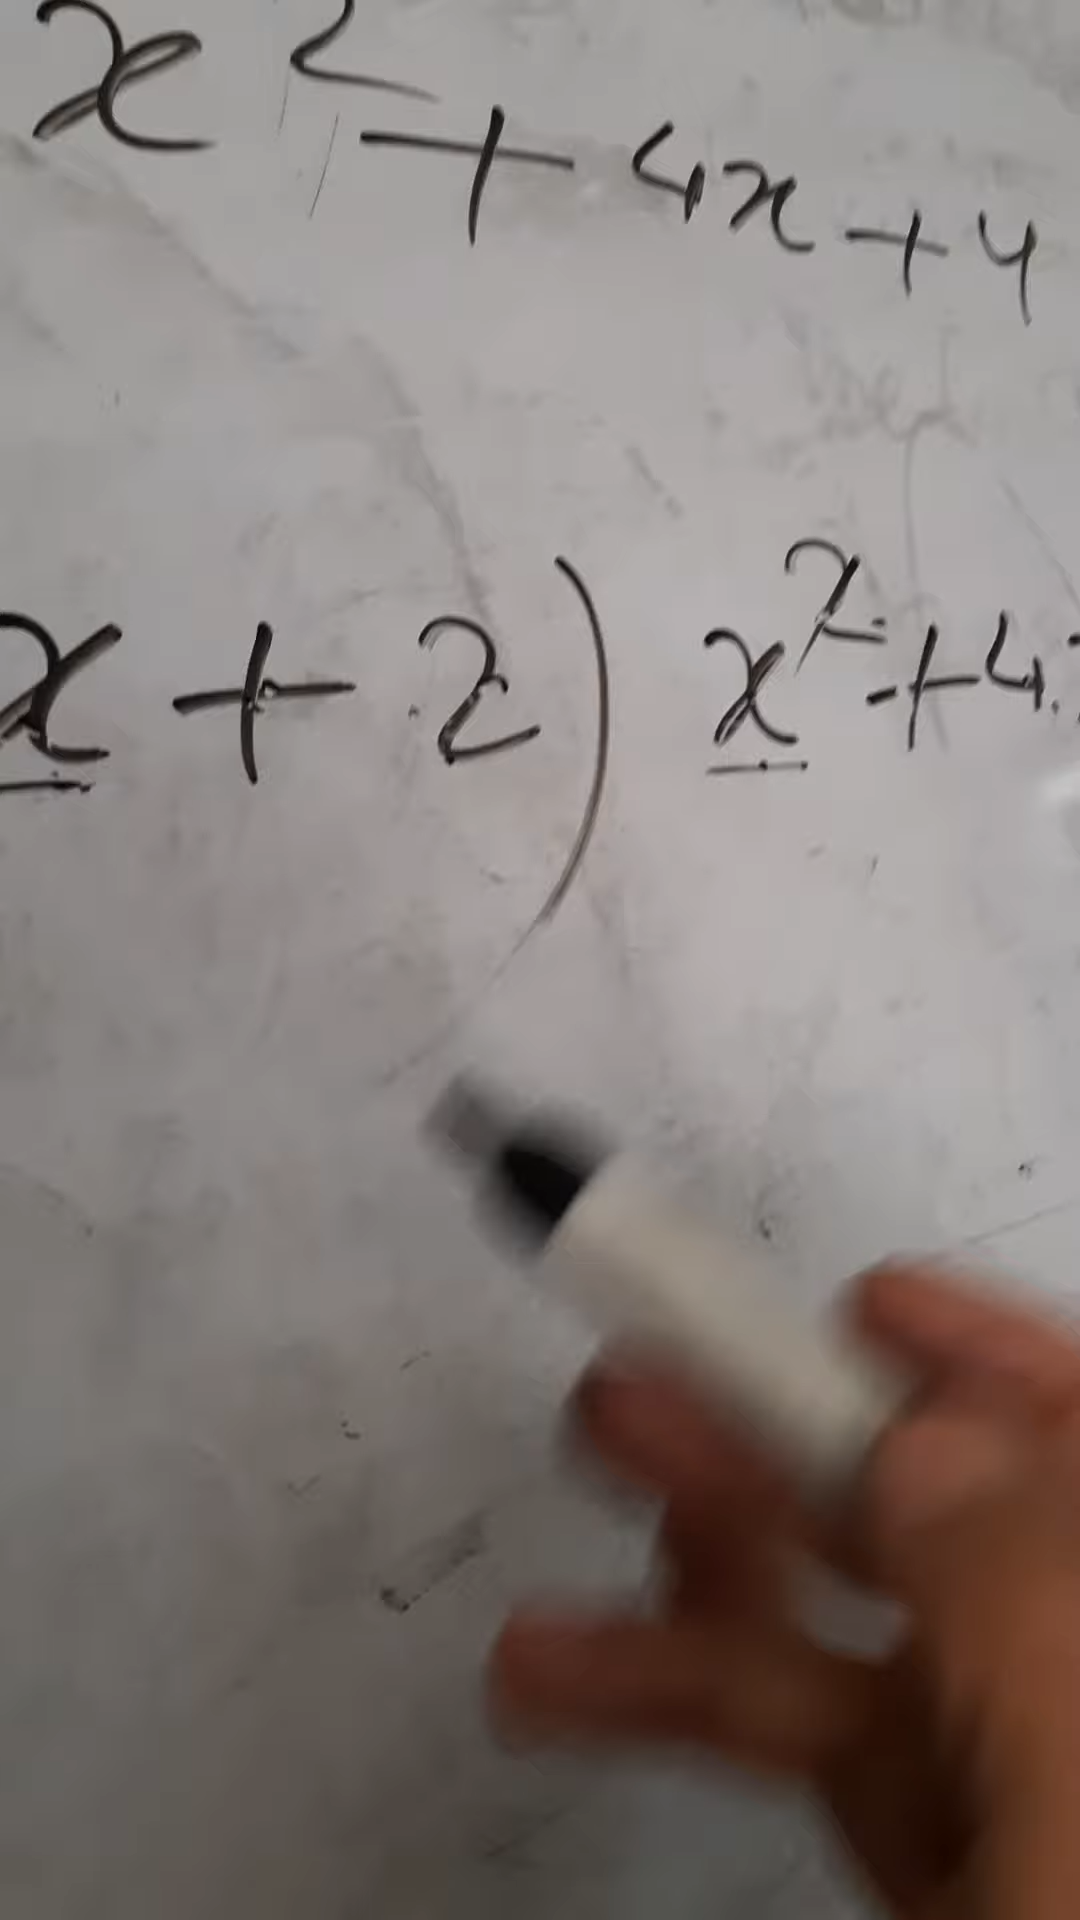 x² + 4x + 4
x + 2) x² + 4